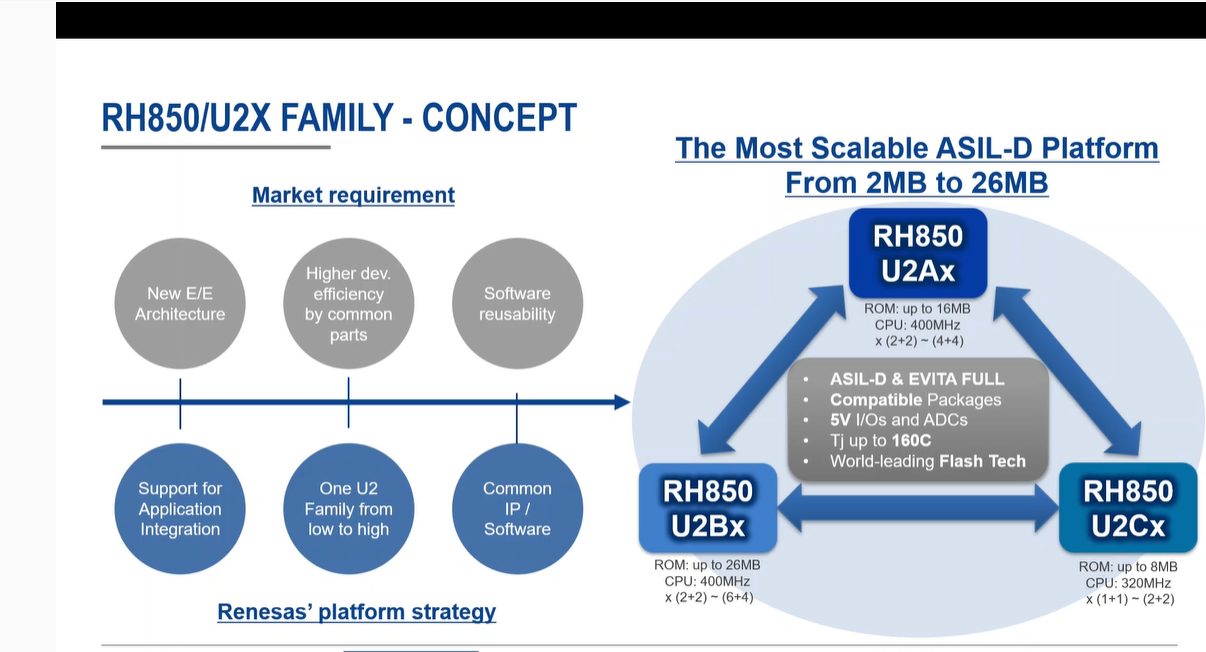 RH850/U2X FAMILY - CONCEPT
Market requirement
New E/E
Architecture
Higher dev.
efficiency
by common
parts
Software
reusability
Support for
Application
Integration
One U2
Family from
low to high
Common
IP /
Software
Renesas' platform strategy
The Most Scalable ASIL-D Platform
From 2MB to 26MB
RH850
U2Ax
ROM: up to 16MB
CPU: 400MHz
x (2+2) ~ (4+4)
• ASIL-D & EVITA FULL
• Compatible Packages
• 5V I/Os and ADCs
• Tj up to 160C
• World-leading Flash Tech
RH850
U2Bx
ROM: up to 26MB
CPU: 400MHz
x (2+2) ~ (6+4)
RH850
U2Cx
ROM: up to 8MB
CPU: 320MHz
x (1+1) ~ (2+2)